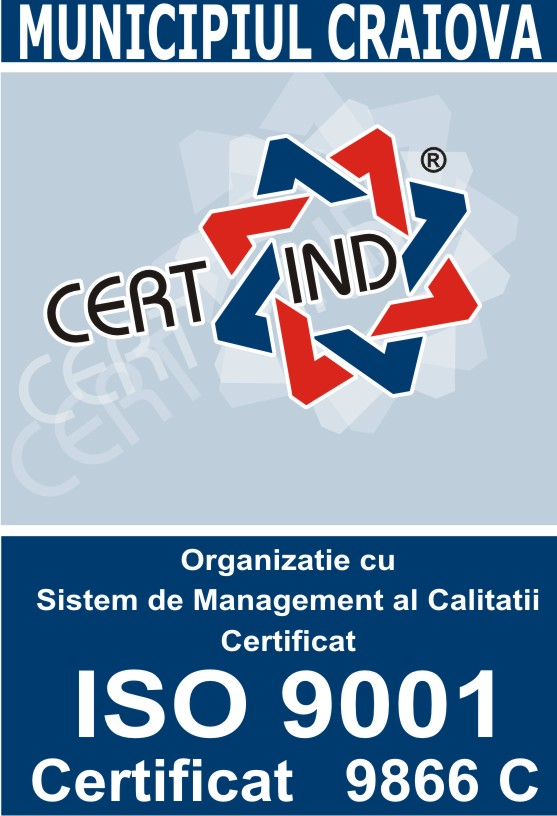 MUNICIPIUL CRAIOVA
®
CERT IND
Organizatie cu
Sistem de Management al Calitatii
Certificat
ISO 9001
Certificat 9866 C